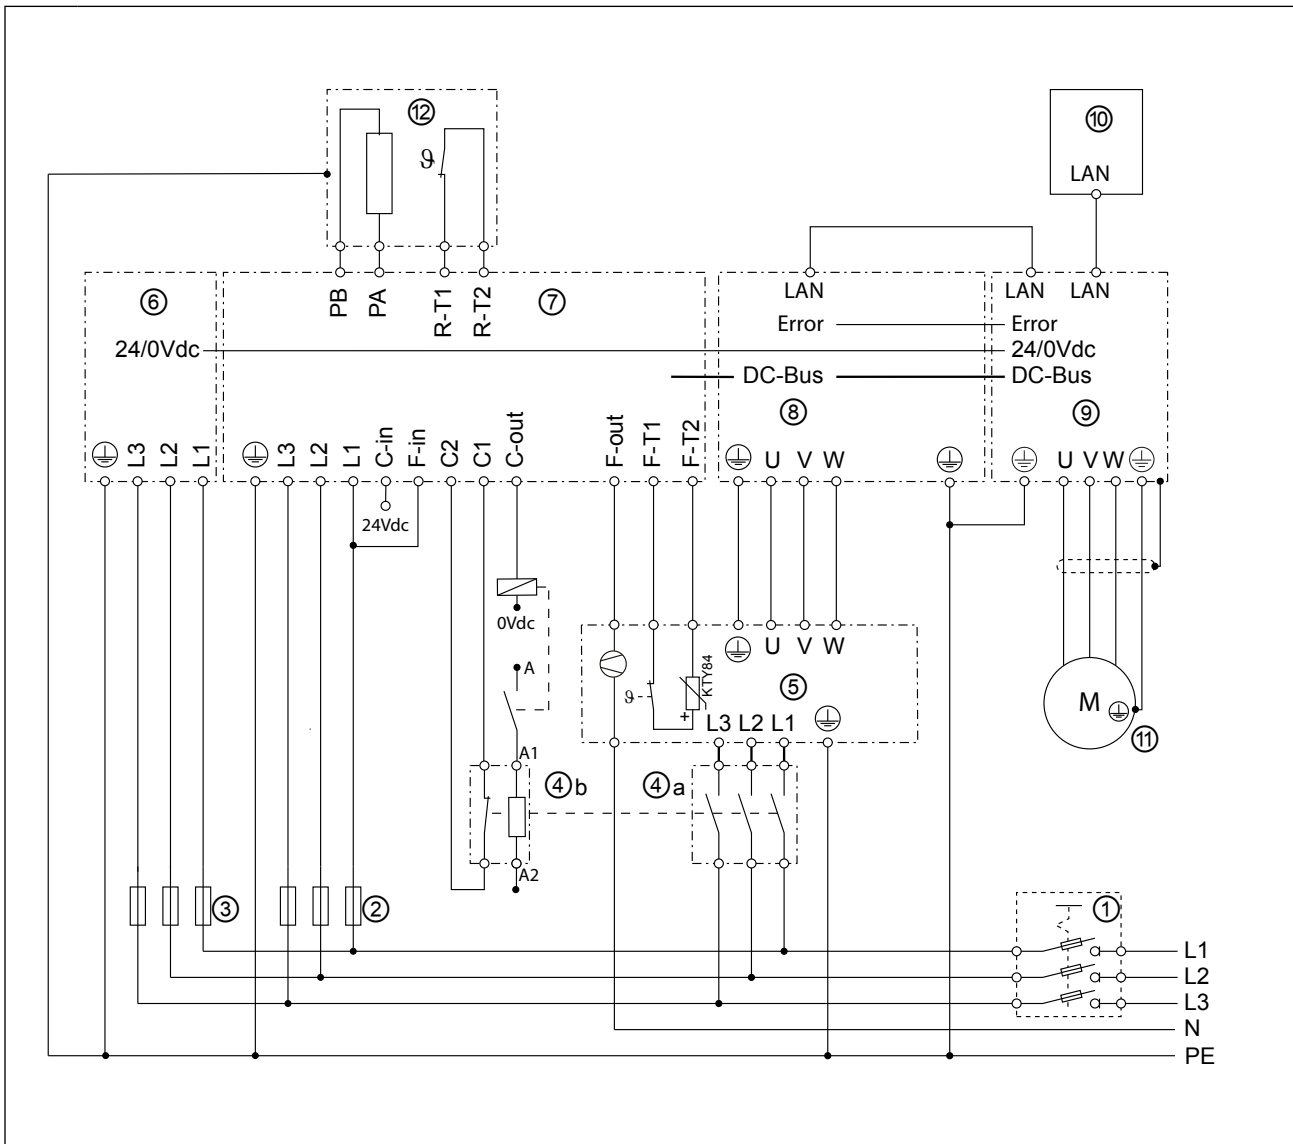 ⑫
⑩
ϑ
LAN
⑥
PB
PA
R-T1
R-T2
⑦
LAN
LAN
LAN
Error
Error
24/0Vdc
24/0Vdc
DC-Bus
DC-Bus
⑧
⑨
L3
L2
L1
L3
L2
L1
C-in
F-in
C2
C1
C-out
F-out
F-T1
F-T2
U
V
W
U
V
W
24Vdc
0Vdc
U
V
W
A
ϑ
KTY84
+
⑤
M
L3
L2
L1
⑪
A1
④b
④a
A2
③
②
①
L1
L2
L3
N
PE